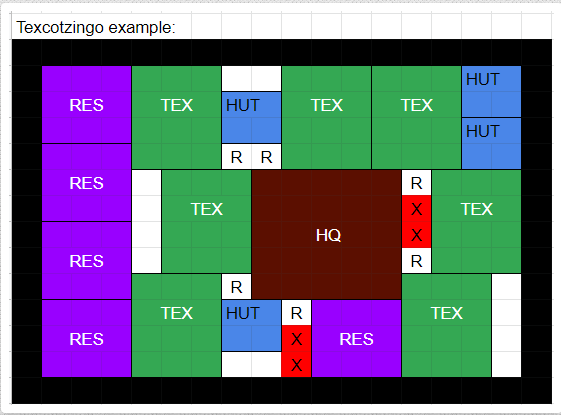 Texcotzingo example:
HUT
RES TEX HUT TEX TEX
HUT
R R
RES R
TEX X TEX
HQ X
RES R
R
TEX HUT R TEX
RES X RES
X